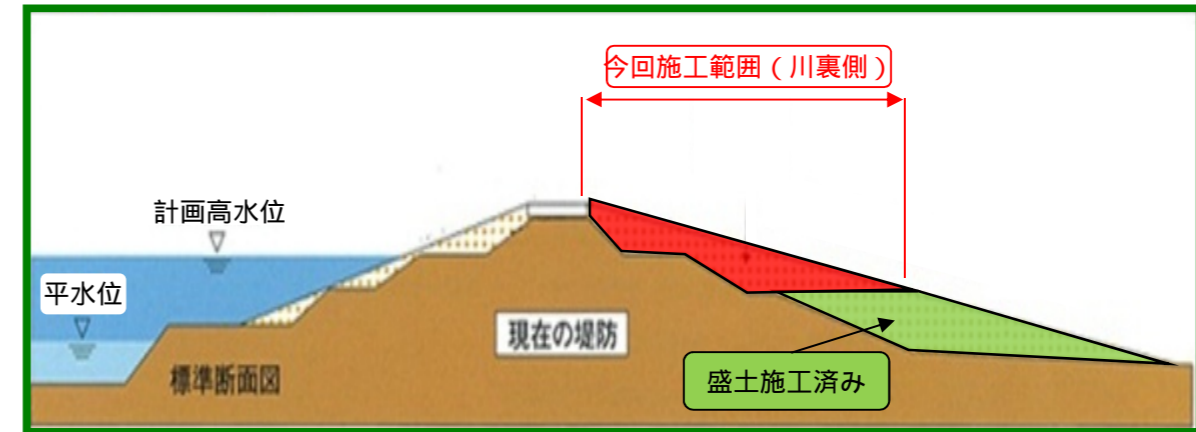 今回施工範囲（川裏側）
計画高水位
平水位
現在の堤防
標準断面図
盛土施工済み